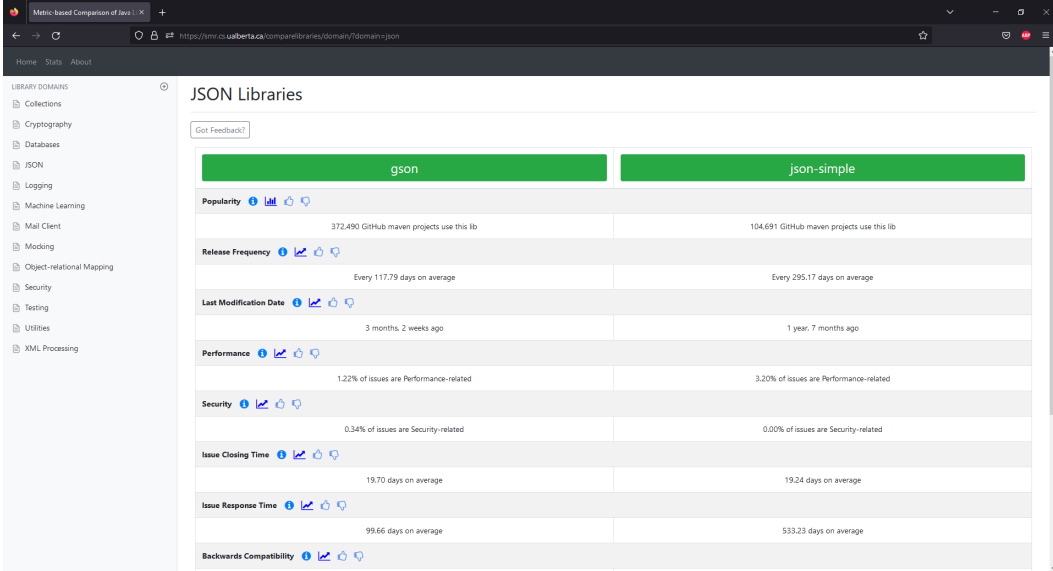 Metric-based Comparison of Java Li
https://smr.cs.ualberta.ca/comparelibraries/domain/?domain=json
ABP
Home Stats About
LIBRARY DOMAINS
Collections
Cryptography
Databases
JSON
Logging
Machine Learning
Mail Client
Mocking
Object-relational Mapping
Security
Testing
Utilities
XML Processing
JSON Libraries
Got Feedback?
gson json-simple
Popularity
372,490 GitHub maven projects use this lib 104,691 GitHub maven projects use this lib
Release Frequency
Every 117.79 days on average Every 295.17 days on average
Last Modification Date
3 months, 2 weeks ago 1 year, 7 months ago
Performance
1.22% of issues are Performance-related 3.20% of issues are Performance-related
Security
0.34% of issues are Security-related 0.00% of issues are Security-related
Issue Closing Time
19.70 days on average 19.24 days on average
Issue Response Time
99.66 days on average 533.23 days on average
Backwards Compatibility